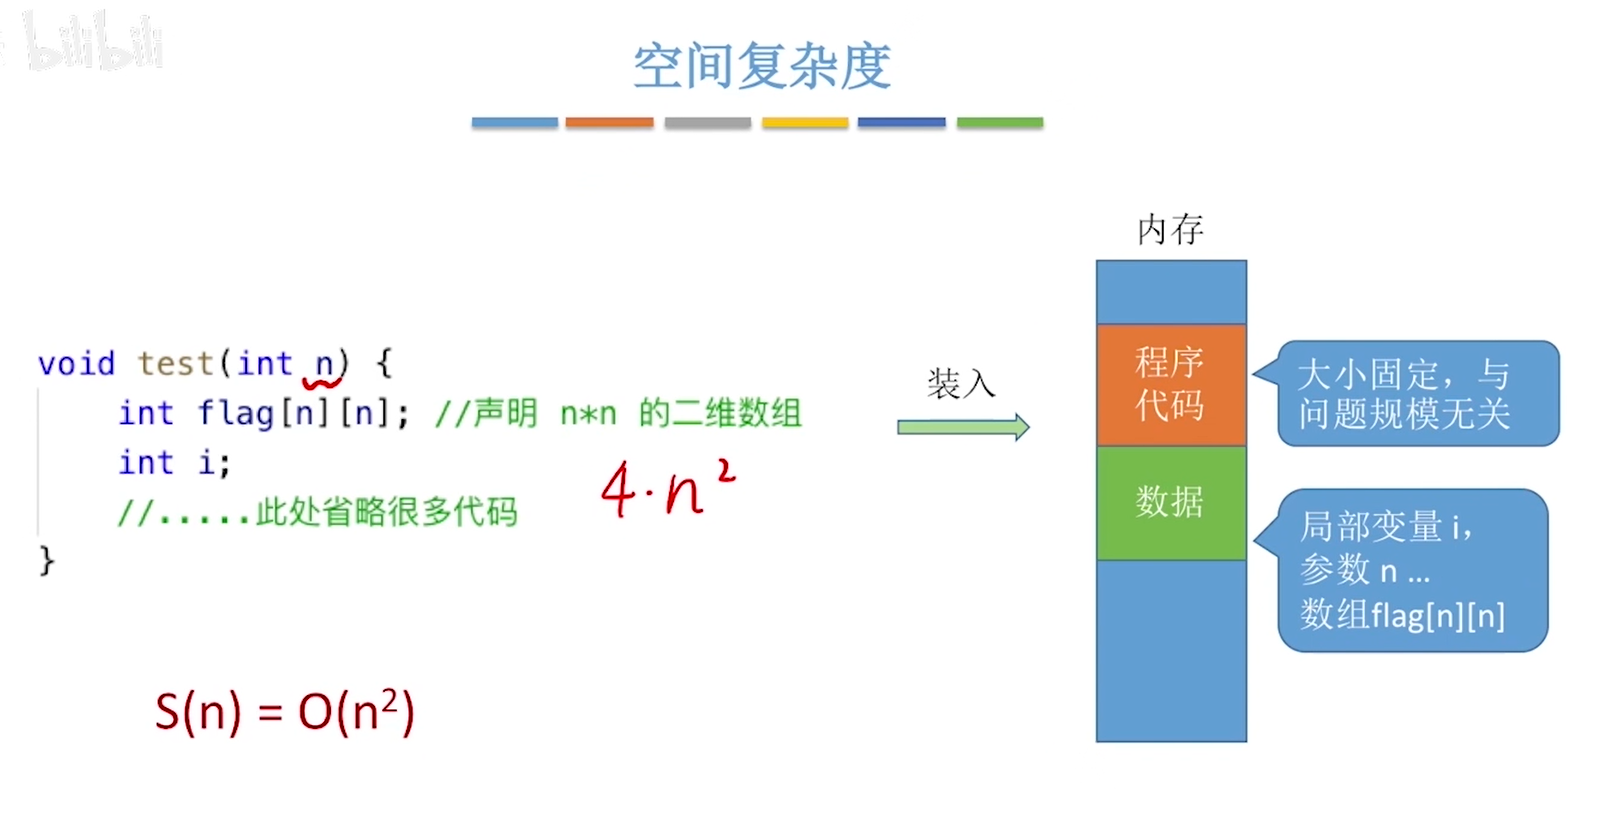 bilibili
空间复杂度
void test(int n) {
int flag[n][n]; //声明 n*n 的二维数组
int i;
//.....此处省略很多代码
}
4·n²
S(n) = O(n²)
装入
内存
程序
代码
数据
大小固定，与
问题规模无关
局部变量 i，
参数 n ...
数组flag[n][n]